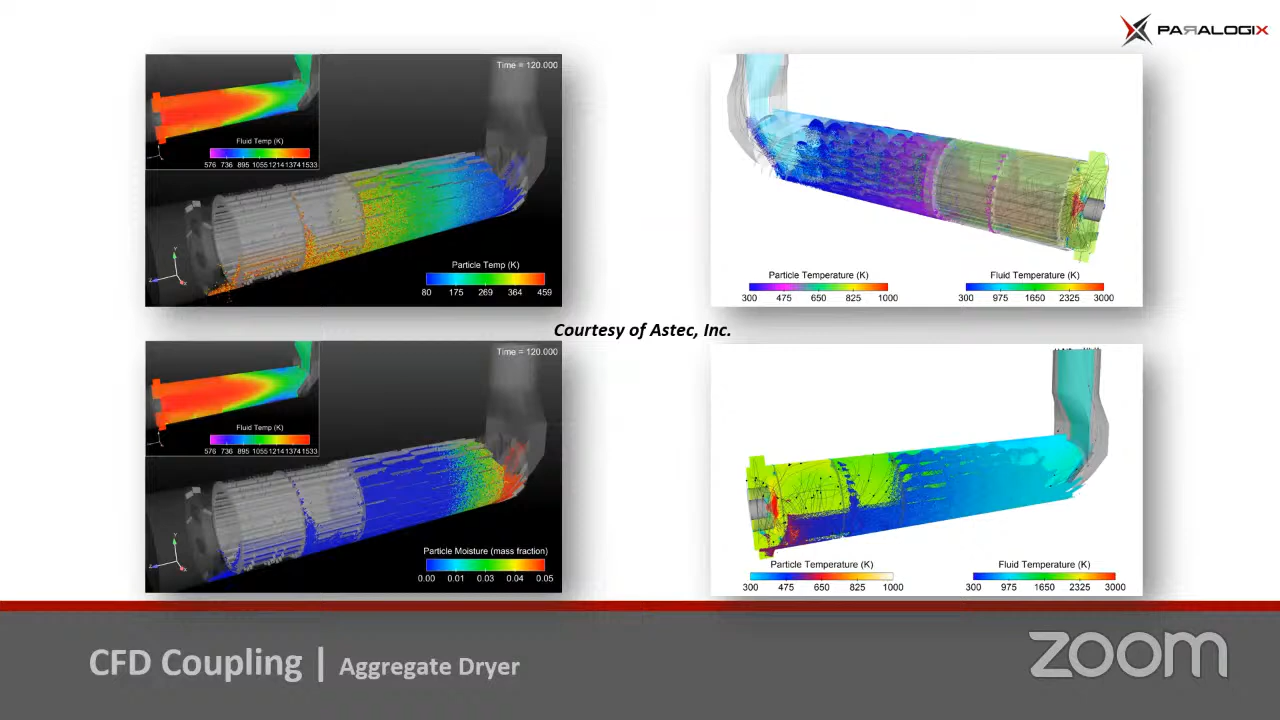 PARALOGIX
Time = 120.000
Fluid Temp (K)
576 736 895 1055 1214 1374 1533
Particle Temp (K)
80 175 269 364 459
Particle Temperature (K)
300 475 650 825 1000
Fluid Temperature (K)
300 975 1650 2325 3000
Courtesy of Astec, Inc.
Time = 120.000
Fluid Temp (K)
576 736 895 1055 1214 1374 1533
Particle Moisture (mass fraction)
0.00 0.01 0.03 0.04 0.05
Particle Temperature (K)
300 475 650 825 1000
Fluid Temperature (K)
300 975 1650 2325 3000
CFD Coupling | Aggregate Dryer
zoom